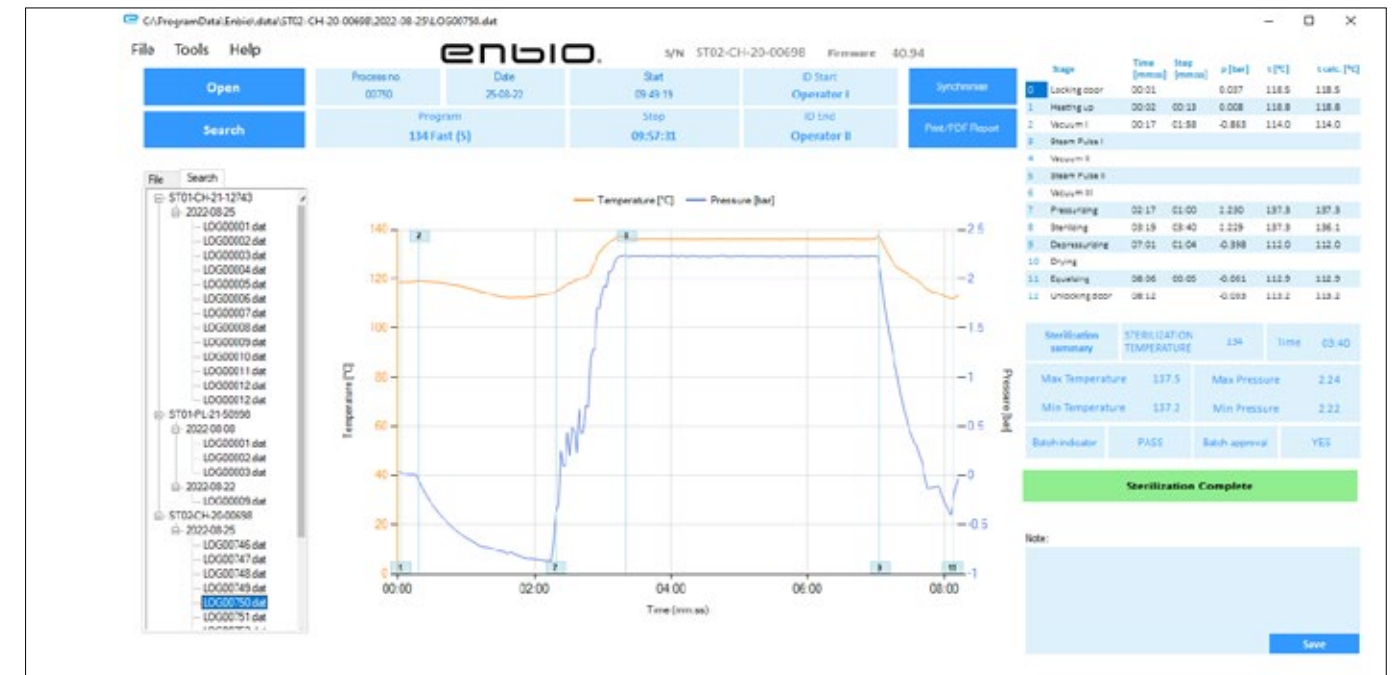 C:\ProgramData\Enbio\data\ST02-CH-20-00698\2022-08-25\LOG00750.dat
File Tools Help
enbio.
S/N ST02-CH-20-00698 Firmware 40.94
Open
Search
Process no
00750
Date
25-08-22
Start
09:49:19
ID Start
Operator I
Synchronise
Program
134 Fast (S)
Stop
09:57:31
ID End
Operator II
Print/PDF Report
File Search
ST01-CH-21-12743
2022-08-25
LOG00001.dat
LOG00002.dat
LOG00003.dat
LOG00004.dat
LOG00005.dat
LOG00006.dat
LOG00007.dat
LOG00008.dat
LOG00009.dat
LOG00010.dat
LOG00011.dat
LOG00012.dat
LOG00012.dat
ST01-PL-21-50998
2022-08-08
LOG00001.dat
LOG00002.dat
LOG00003.dat
2022-08-22
LOG00009.dat
ST02-CH-20-00698
2022-08-25
LOG00746.dat
LOG00747.dat
LOG00748.dat
LOG00749.dat
LOG00750.dat
LOG00751.dat
Temperature [°C] Pressure [bar]
140
120
100
80
60
40
20
0
Temperature [°C]
2.5
2
1.5
1
0.5
0
-0.5
-1
Pressure [bar]
1 2 7 8 9 11
00:00 02:00 04:00 06:00 08:00
Time (mm:ss)
Stage Time [mm:ss] Step [mm:ss] p [bar] t [°C] t calc. [°C]
0 Locking door 00:01 0.037 118.5 118.5
1 Heating up 00:02 00:13 0.008 118.8 118.8
2 Vacuum I 00:17 01:58 -0.863 114.0 114.0
3 Steam Pulse I
4 Vacuum II
5 Steam Pulse II
6 Vacuum III
7 Pressurizing 02:17 01:00 137.3 137.3
8 Sterilizing 03:19 03:40 137.3 136.1
9 Depressurizing 07:01 01:04 -0.398 112.0 112.0
10 Drying
11 Equalizing 08:06 00:05 112.9 112.9
12 Unlocking door 08:12 113.2 113.2
Sterilization summary
STERILIZATION TEMPERATURE
134
Time 03:40
Max Temperature 137.5 Max Pressure 2.24
Min Temperature 137.2 Min Pressure 2.22
Batch indicator PASS Batch approval YES
Sterilization Complete
Note:
Save